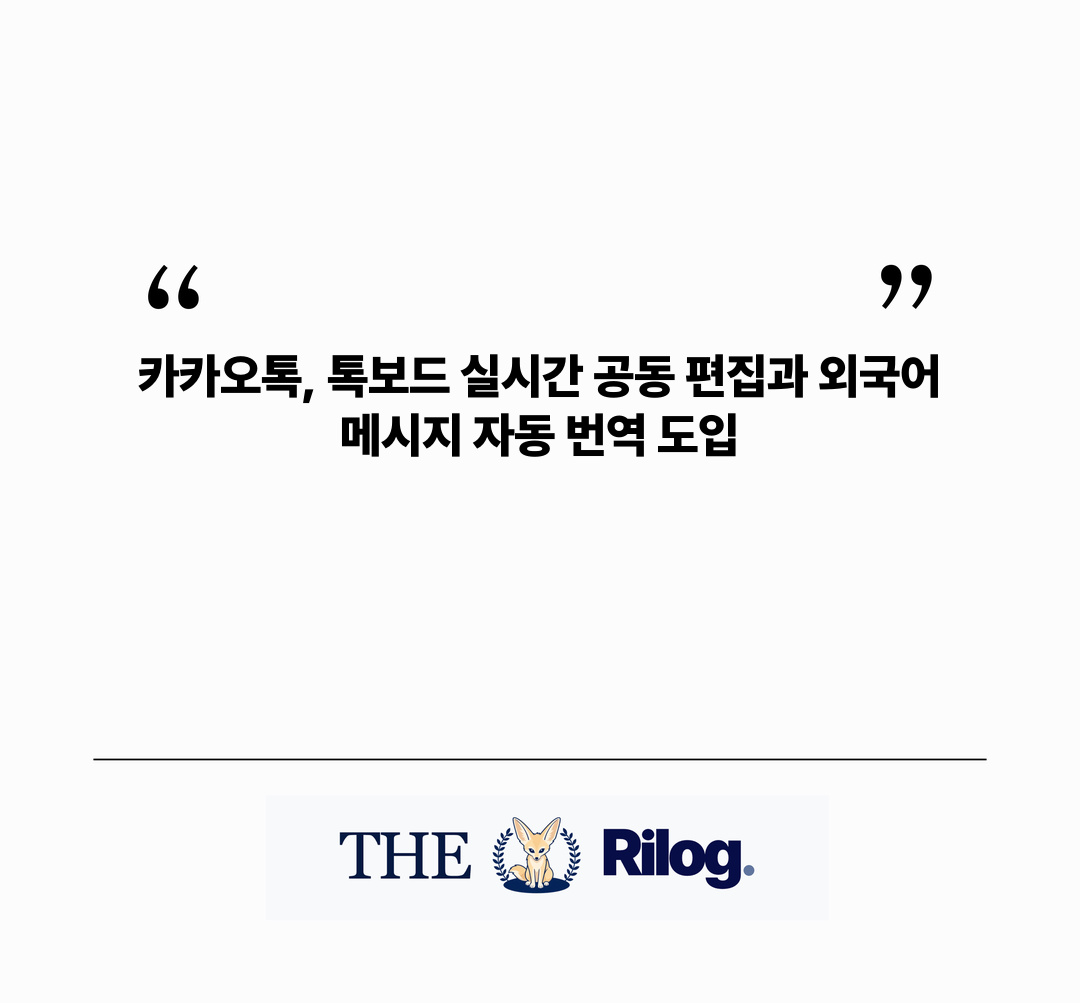 “ ”
카카오톡, 톡보드 실시간 공동 편집과 외국어
메시지 자동 번역 도입
THE Rilog.